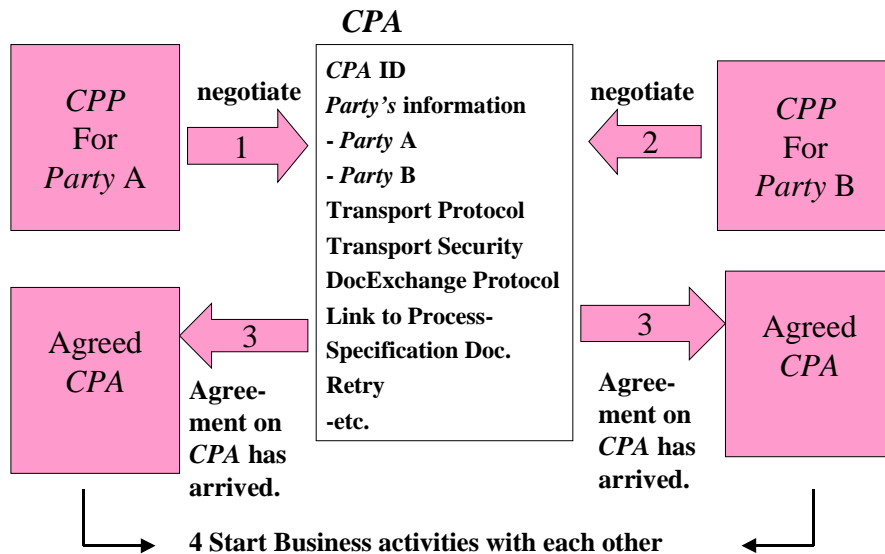 CPA
CPP
For
Party A
negotiate
1
CPA ID
Party's information
- Party A
- Party B
Transport Protocol
Transport Security
DocExchange Protocol
Link to Process-
Specification Doc.
Retry
-etc.
negotiate
2
CPP
For
Party B
Agreed
CPA
3
Agree-
ment on
CPA has
arrived.
3
Agree-
ment on
CPA has
arrived.
Agreed
CPA
4 Start Business activities with each other